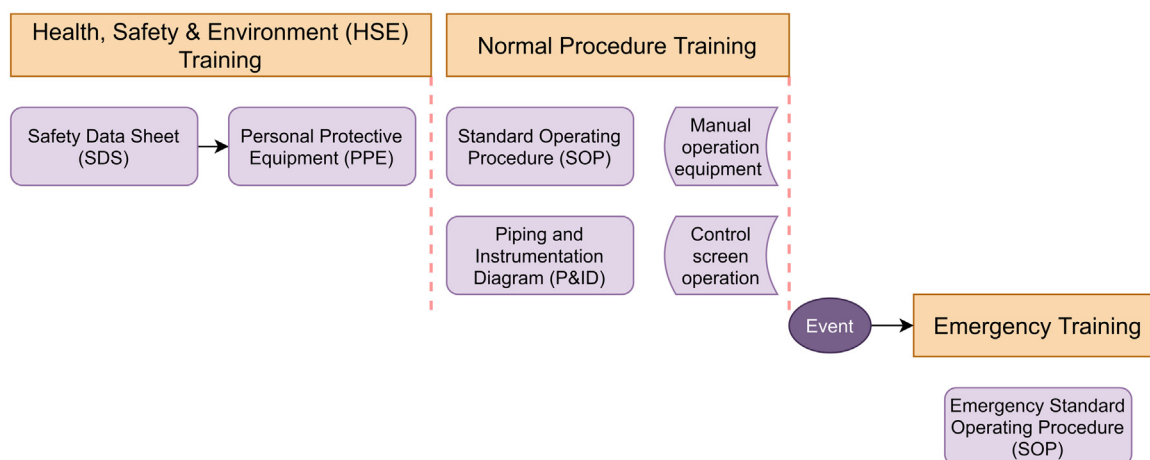 Health, Safety & Environment (HSE)
Training
Normal Procedure Training
Safety Data Sheet
(SDS)
Personal Protective
Equipment (PPE)
Standard Operating
Procedure (SOP)
Manual
operation
equipment
Piping and
Instrumentation
Diagram (P&ID)
Control
screen
operation
Event
Emergency Training
Emergency Standard
Operating Procedure
(SOP)